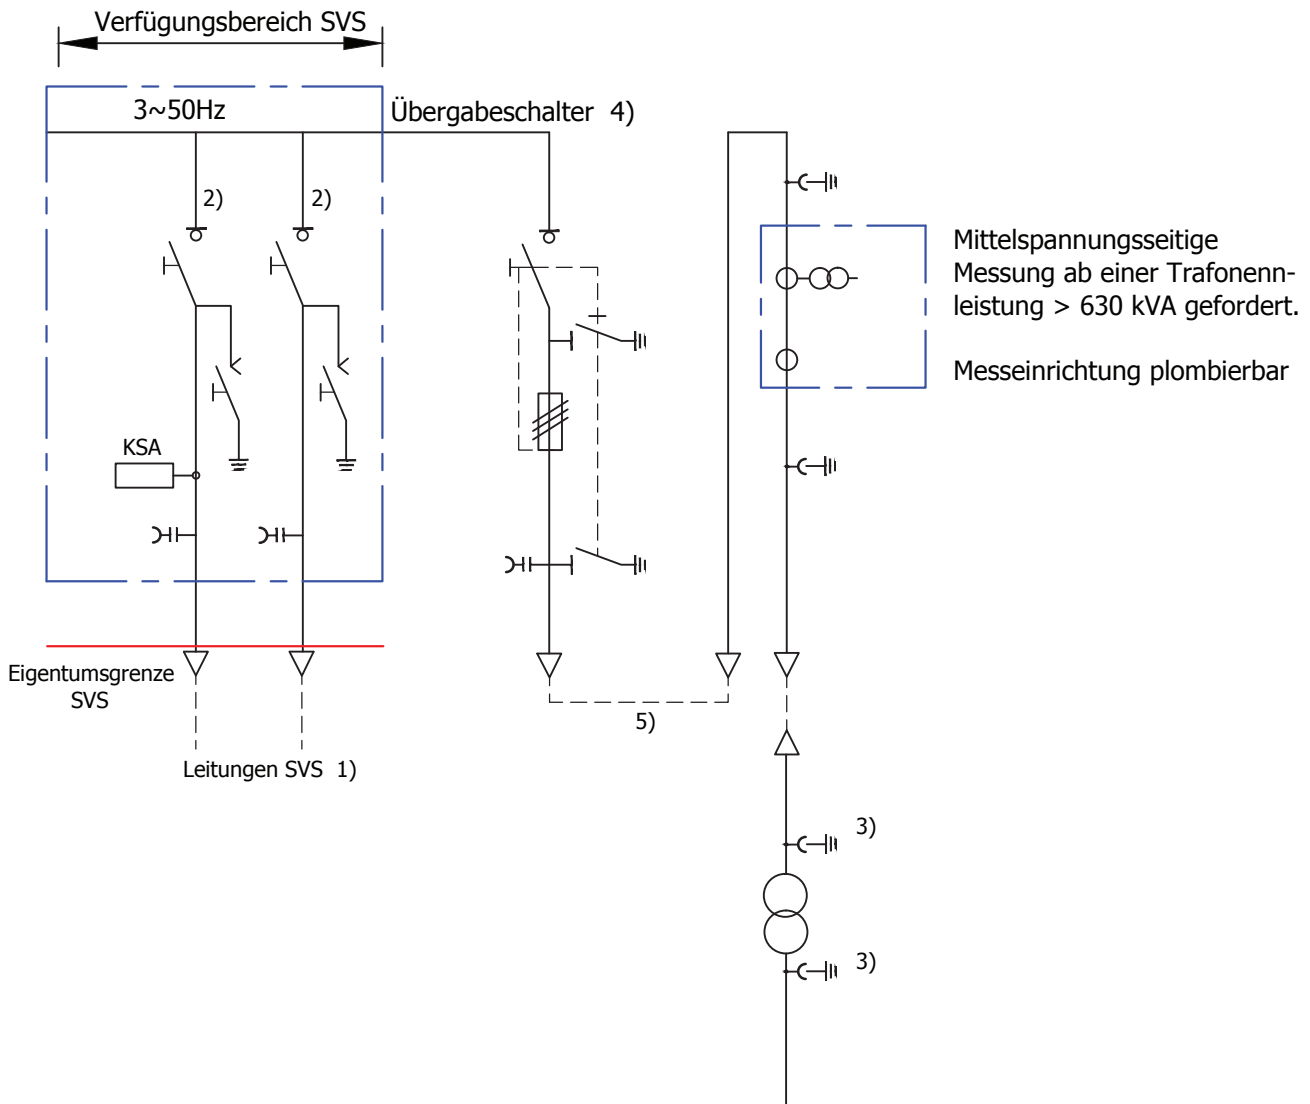 Verfügungsbereich SVS
3~50Hz
Übergabeschalter 4)
2)
2)
Mittelspannungsseitige
Messung ab einer Trafonenn-
leistung > 630 kVA gefordert.
Messeinrichtung plombierbar
KSA
Eigentumsgrenze
SVS
5)
Leitungen SVS 1)
3)
3)